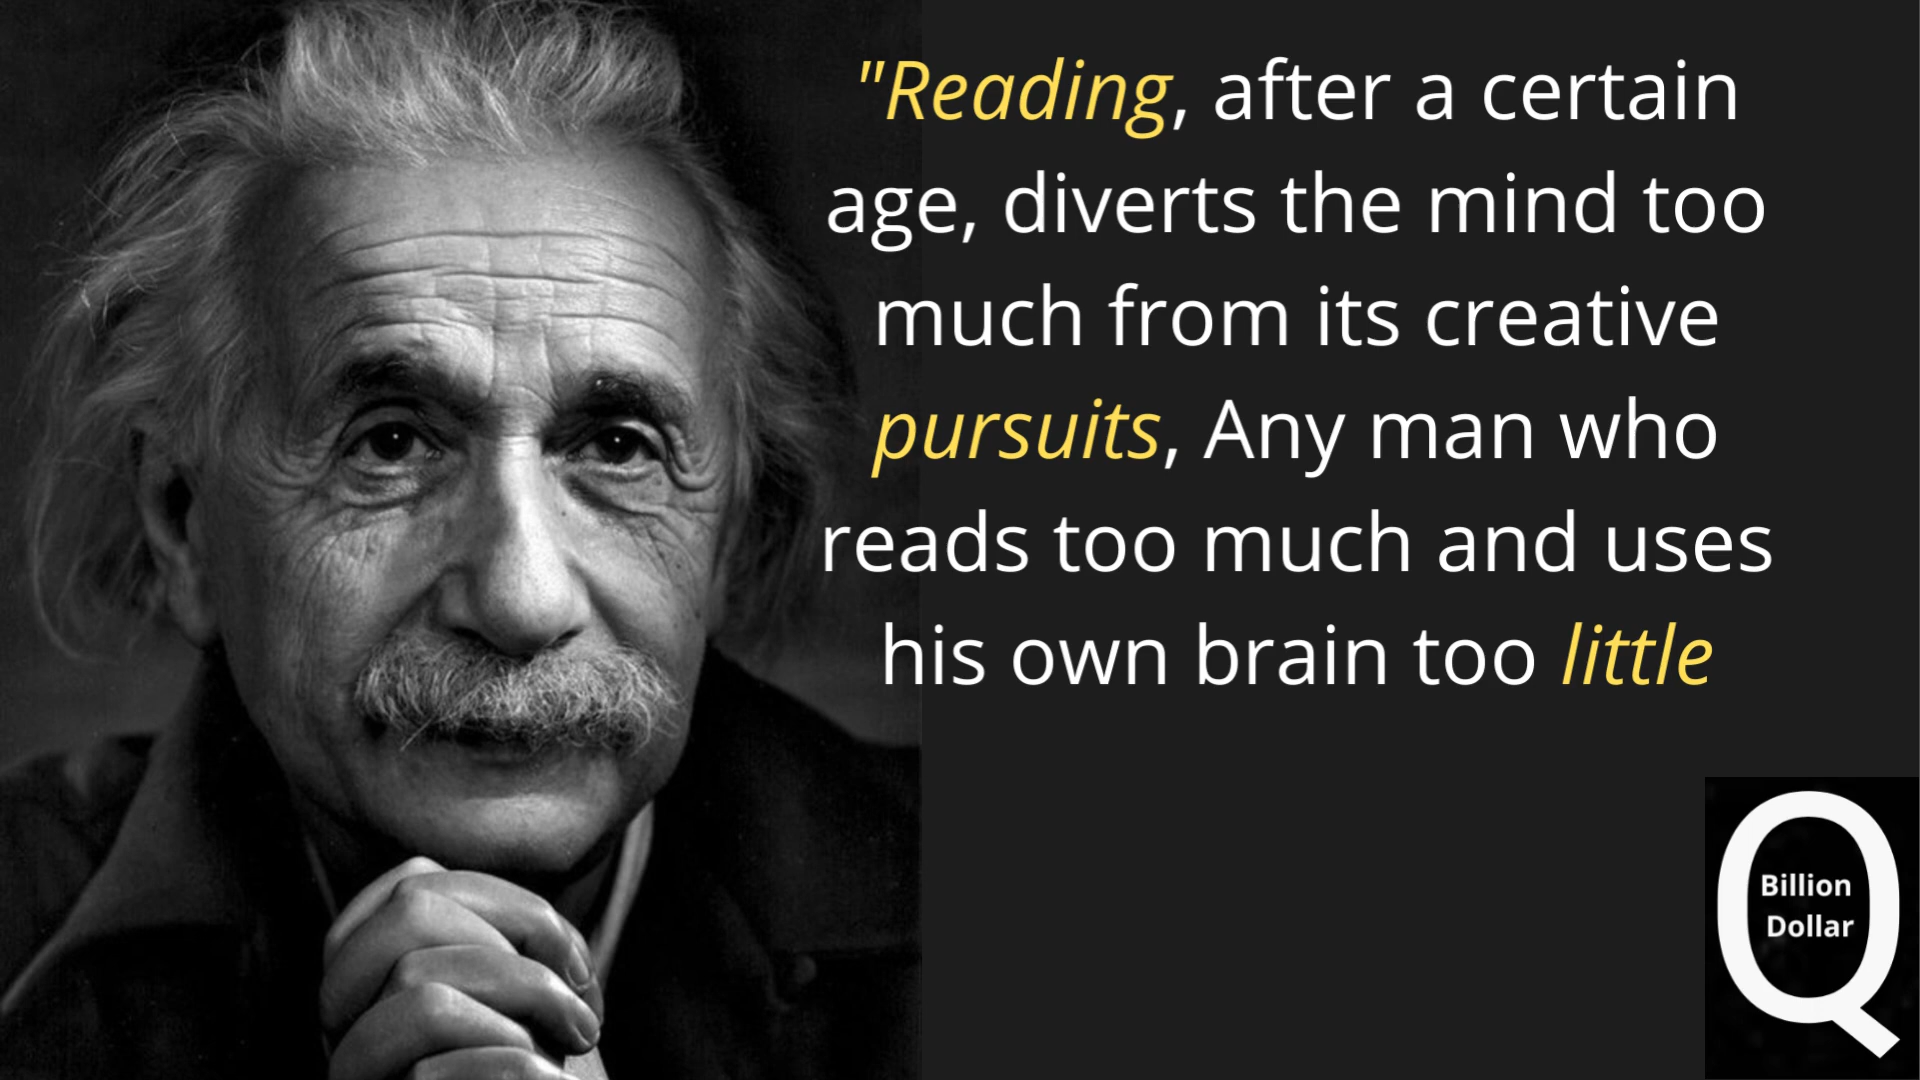 "Reading, after a certain
age, diverts the mind too
much from its creative
pursuits, Any man who
reads too much and uses
his own brain too little
Q
Billion
Dollar